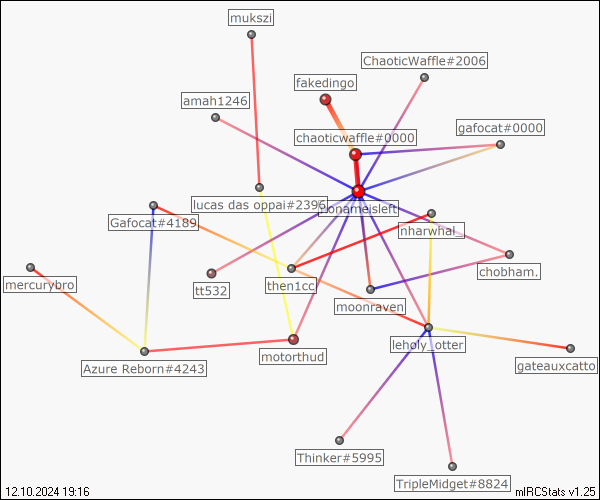 mukszi
ChaoticWaffle#2006
fakedingo
amah1246
gafocat#0000
chaoticwaffle#0000
lucas das oppai#2396
nonameisleft
Gafocat#4189
nharwhal_
chobham.
mercurybro
tt532
then1cc
moonraven
leholy_otter
motorthud
Azure Reborn#4243
gateauxcatto
Thinker#5995
TripleMidget#8824
12.10.2024 19:16
mIRCStats v1.25